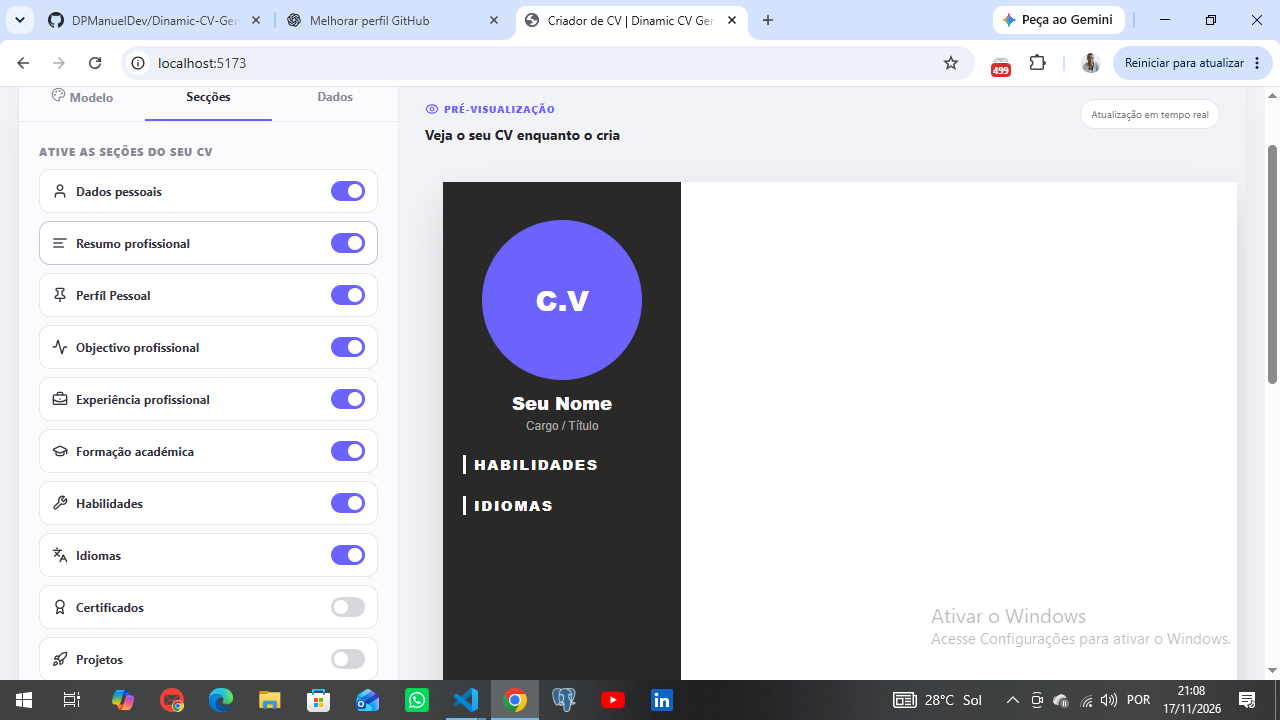 DPManuelDev/Dinamic-CV-Ger
Melhorar perfil GitHub
Criador de CV | Dinamic CV Gen
Peça ao Gemini
localhost:5173
499
Reiniciar para atualizar
Modelo
Secções
Dados
ATIVE AS SEÇÕES DO SEU CV
Dados pessoais
Resumo profissional
Perfíl Pessoal
Objectivo profissional
Experiência profissional
Formação académica
Habilidades
Idiomas
Certificados
Projetos
PRÉ-VISUALIZAÇÃO
Veja o seu CV enquanto o cria
Atualização em tempo real
C.V
Seu Nome
Cargo / Título
HABILIDADES
IDIOMAS
Ativar o Windows
Acesse Configurações para ativar o Windows.
28°C Sol
POR
21:08
17/11/2026